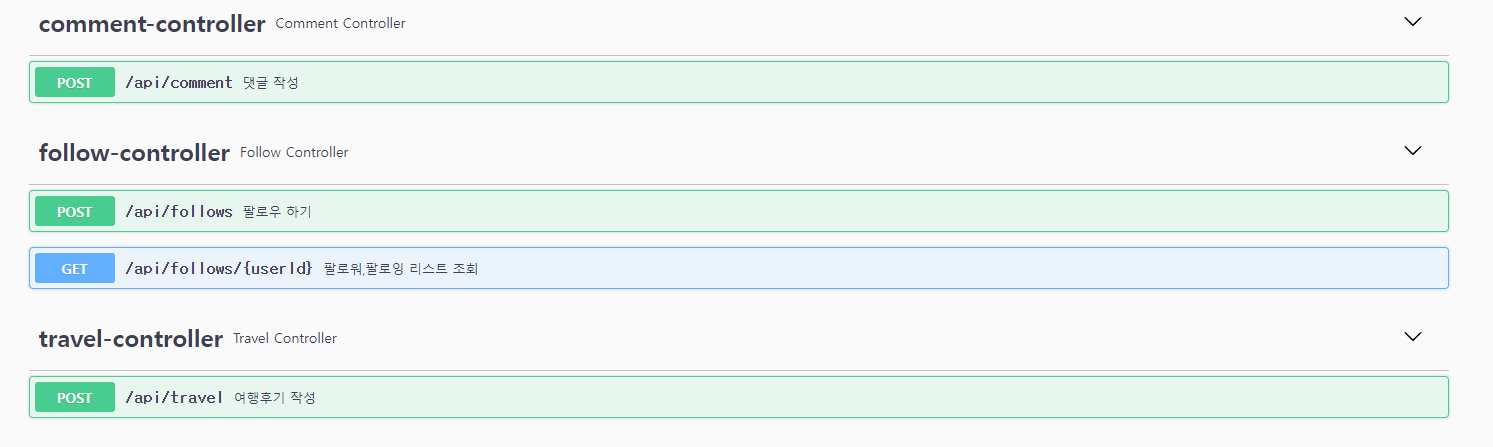 comment-controller Comment Controller
POST /api/comment 댓글 작성
follow-controller Follow Controller
POST /api/follows 팔로우 하기
GET /api/follows/{userId} 팔로워,팔로잉 리스트 조회
travel-controller Travel Controller
POST /api/travel 여행후기 작성